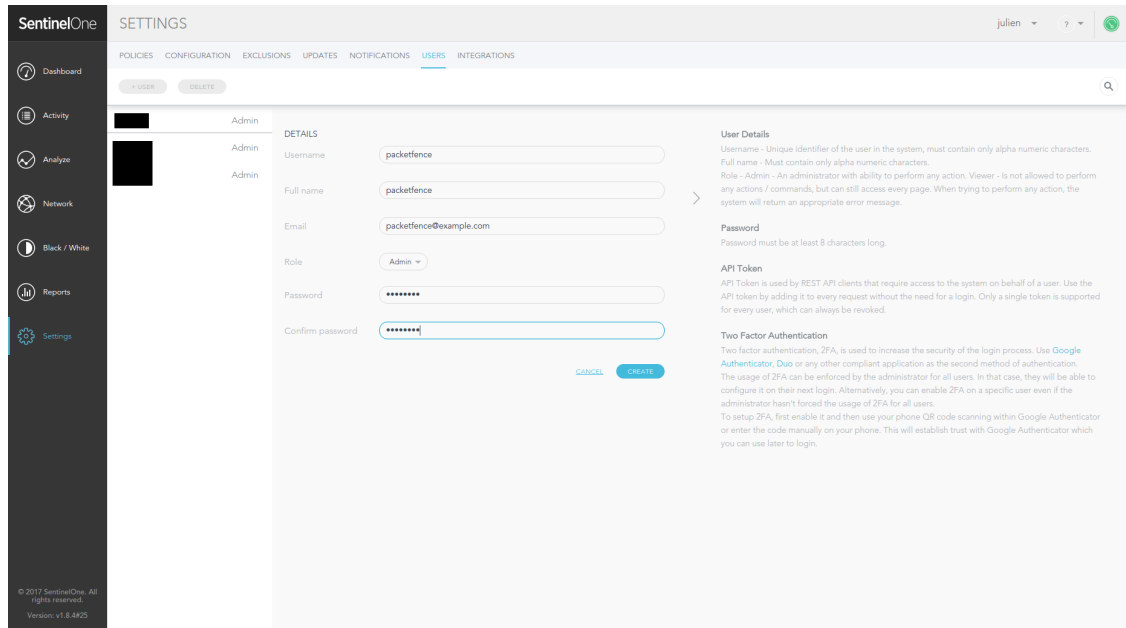 SentinelOne
SETTINGS
julien
?
POLICIES CONFIGURATION EXCLUSIONS UPDATES NOTIFICATIONS USERS INTEGRATIONS
+ USER DELETE
Dashboard
Activity
Analyze
Network
Black / White
Reports
Settings
© 2017 SentinelOne. All
rights reserved.
Version: v1.8.4#25
Admin
Admin
Admin
DETAILS
Username packetfence
Full name packetfence
Email packetfence@example.com
Role Admin
Password ••••••••
Confirm password ••••••••
CANCEL CREATE
User Details
Username - Unique identifier of the user in the system, must contain only alpha numeric characters.
Full name - Must contain only alpha numeric characters.
Role - Admin - An administrator with ability to perform any action. Viewer - Is not allowed to perform
any actions / commands, but can still access every page. When trying to perform any action, the
system will return an appropriate error message.
Password
Password must be at least 8 characters long.
API Token
API Token is used by REST API clients that require access to the system on behalf of a user. Use the
API token by adding it to every request without the need for a login. Only a single token is supported
for every user, which can always be revoked.
Two Factor Authentication
Two factor authentication, 2FA, is used to increase the security of the login process. Use Google
Authenticator, Duo or any other compliant application as the second method of authentication.
The usage of 2FA can be enforced by the administrator for all users. In that case, they will be able to
configure it on their next login. Alternatively, you can enable 2FA on a specific user even if the
administrator hasn't forced the usage of 2FA for all users.
To setup 2FA, first enable it and then use your phone QR code scanning within Google Authenticator
or enter the code manually on your phone. This will establish trust with Google Authenticator which
you can use later to login.